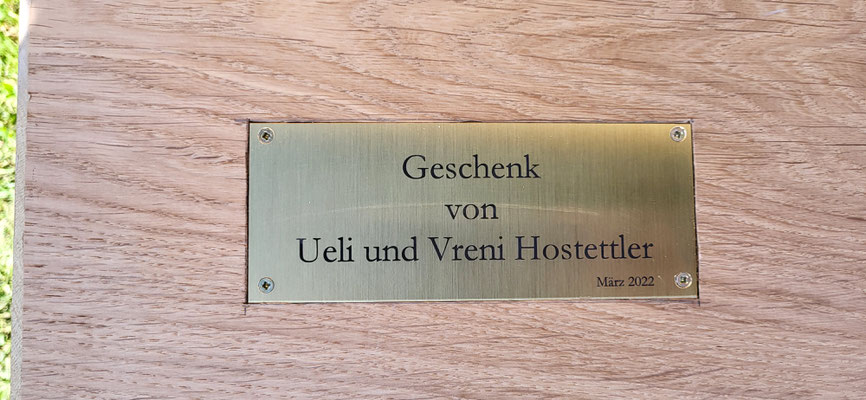 Geschenk
von
Ueli und Vreni Hostettler
März 2022